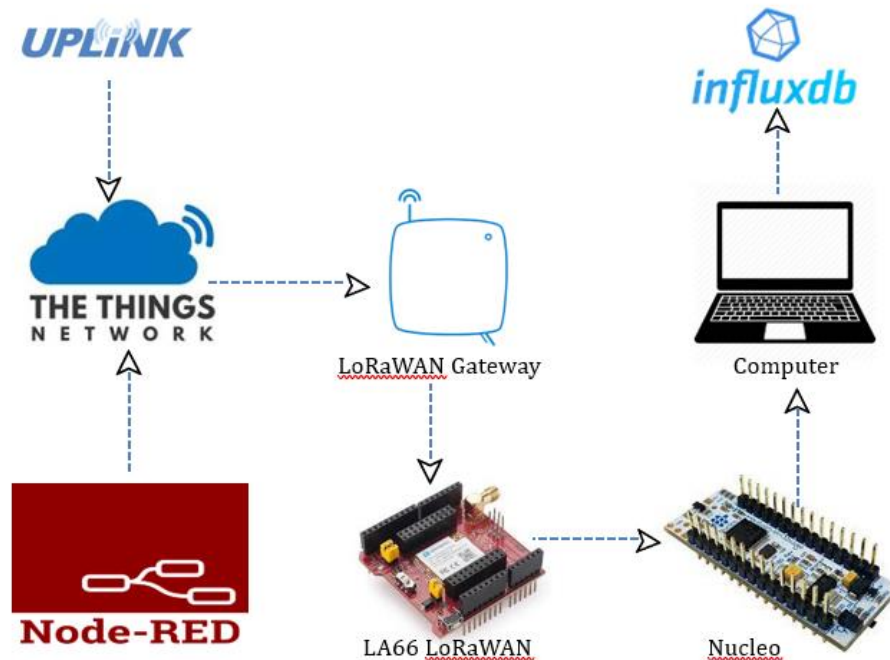 UPLINK
influxdb
THE THINGS
NETWORK
LoRaWAN Gateway
Computer
Node-RED
LA66 LoRaWAN
Nucleo